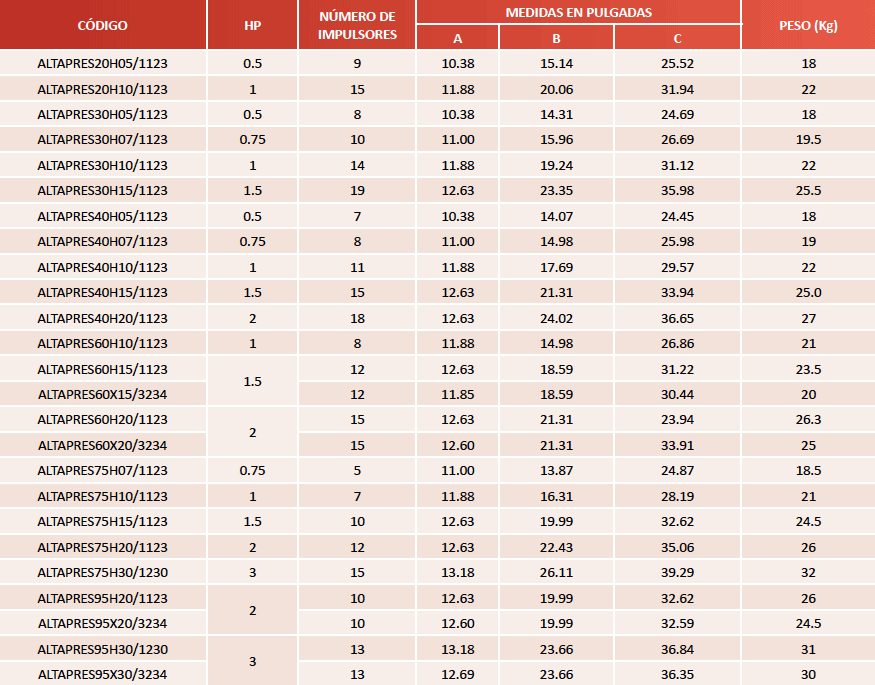 CÓDIGO HP NÚMERO DE IMPULSORES MEDIDAS EN PULGADAS PESO (Kg)
A B C
ALTAPRES20H05/1123 0.5 9 10.38 15.14 25.52 18
ALTAPRES20H10/1123 1 15 11.88 20.06 31.94 22
ALTAPRES30H05/1123 0.5 8 10.38 14.31 24.69 18
ALTAPRES30H07/1123 0.75 10 11.00 15.96 26.69 19.5
ALTAPRES30H10/1123 1 14 11.88 19.24 31.12 22
ALTAPRES30H15/1123 1.5 19 12.63 23.35 35.98 25.5
ALTAPRES40H05/1123 0.5 7 10.38 14.07 24.45 18
ALTAPRES40H07/1123 0.75 8 11.00 14.98 25.98 19
ALTAPRES40H10/1123 1 11 11.88 17.69 29.57 22
ALTAPRES40H15/1123 1.5 15 12.63 21.31 33.94 25.0
ALTAPRES40H20/1123 2 18 12.63 24.02 36.65 27
ALTAPRES60H10/1123 1 8 11.88 14.98 26.86 21
ALTAPRES60H15/1123 1.5 12 12.63 18.59 31.22 23.5
ALTAPRES60X15/3234 12 11.85 18.59 30.44 20
ALTAPRES60H20/1123 2 15 12.63 21.31 23.94 26.3
ALTAPRES60X20/3234 15 12.60 21.31 33.91 25
ALTAPRES75H07/1123 0.75 5 11.00 13.87 24.87 18.5
ALTAPRES75H10/1123 1 7 11.88 16.31 28.19 21
ALTAPRES75H15/1123 1.5 10 12.63 19.99 32.62 24.5
ALTAPRES75H20/1123 2 12 12.63 22.43 35.06 26
ALTAPRES75H30/1230 3 15 13.18 26.11 39.29 32
ALTAPRES95H20/1123 2 10 12.63 19.99 32.62 26
ALTAPRES95X20/3234 10 12.60 19.99 32.59 24.5
ALTAPRES95H30/1230 3 13 13.18 23.66 36.84 31
ALTAPRES95X30/3234 13 12.69 23.66 36.35 30